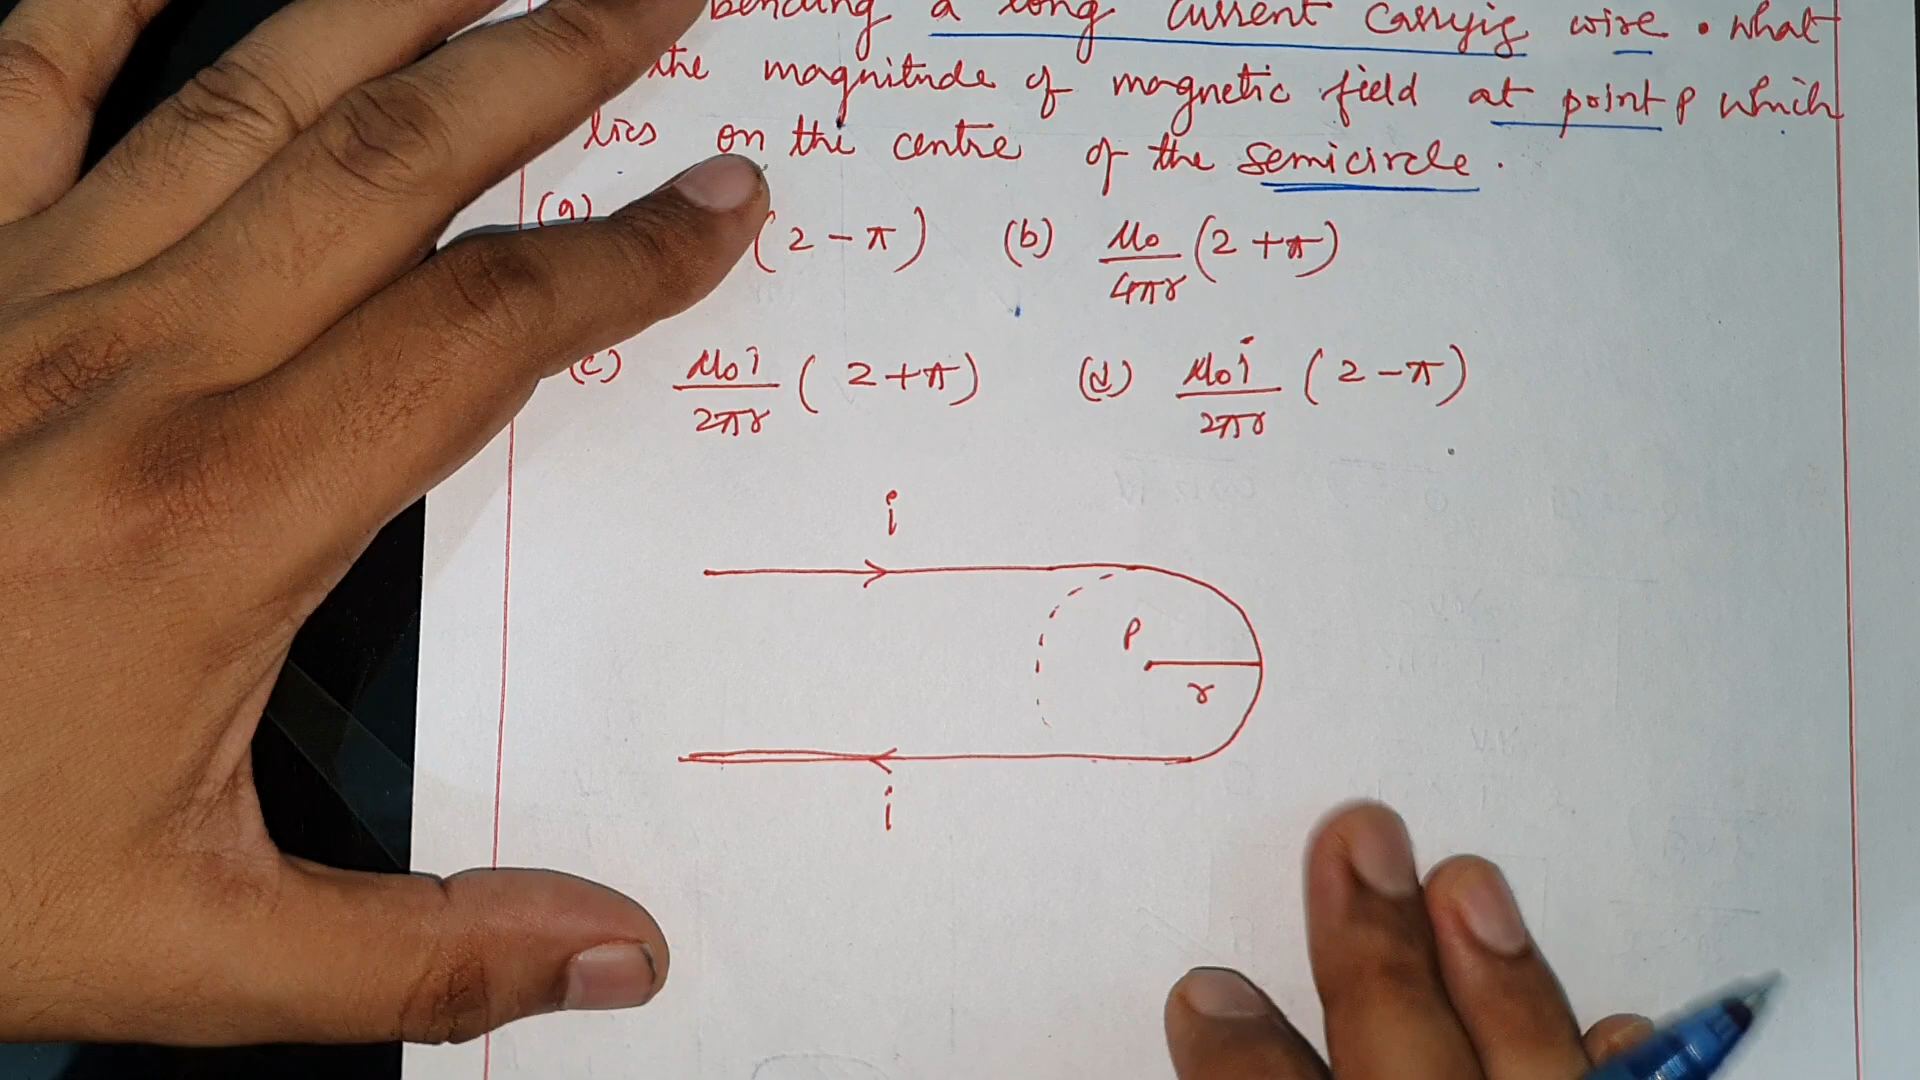 bending a long current carryig wire. what
the magnitude of magnetic field at point P which
lies on the centre of the semicircle.
(a) (2-π) (b) μ0/4πr (2+π)
(c) μ0i/2πr (2+π) (d) μ0i/2πr (2-π)
i
P
r
i